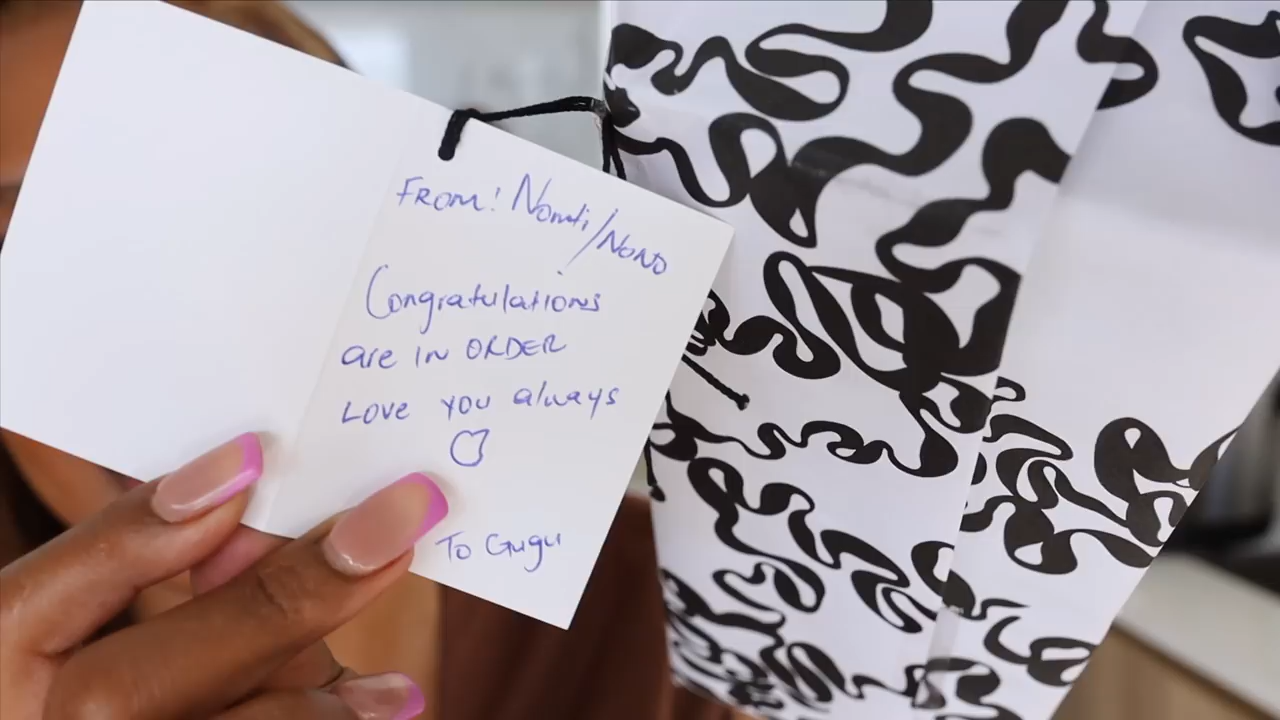 FROM: Nomti/NONO
Congratulations
are in ORDER
Love you always
To Gugu